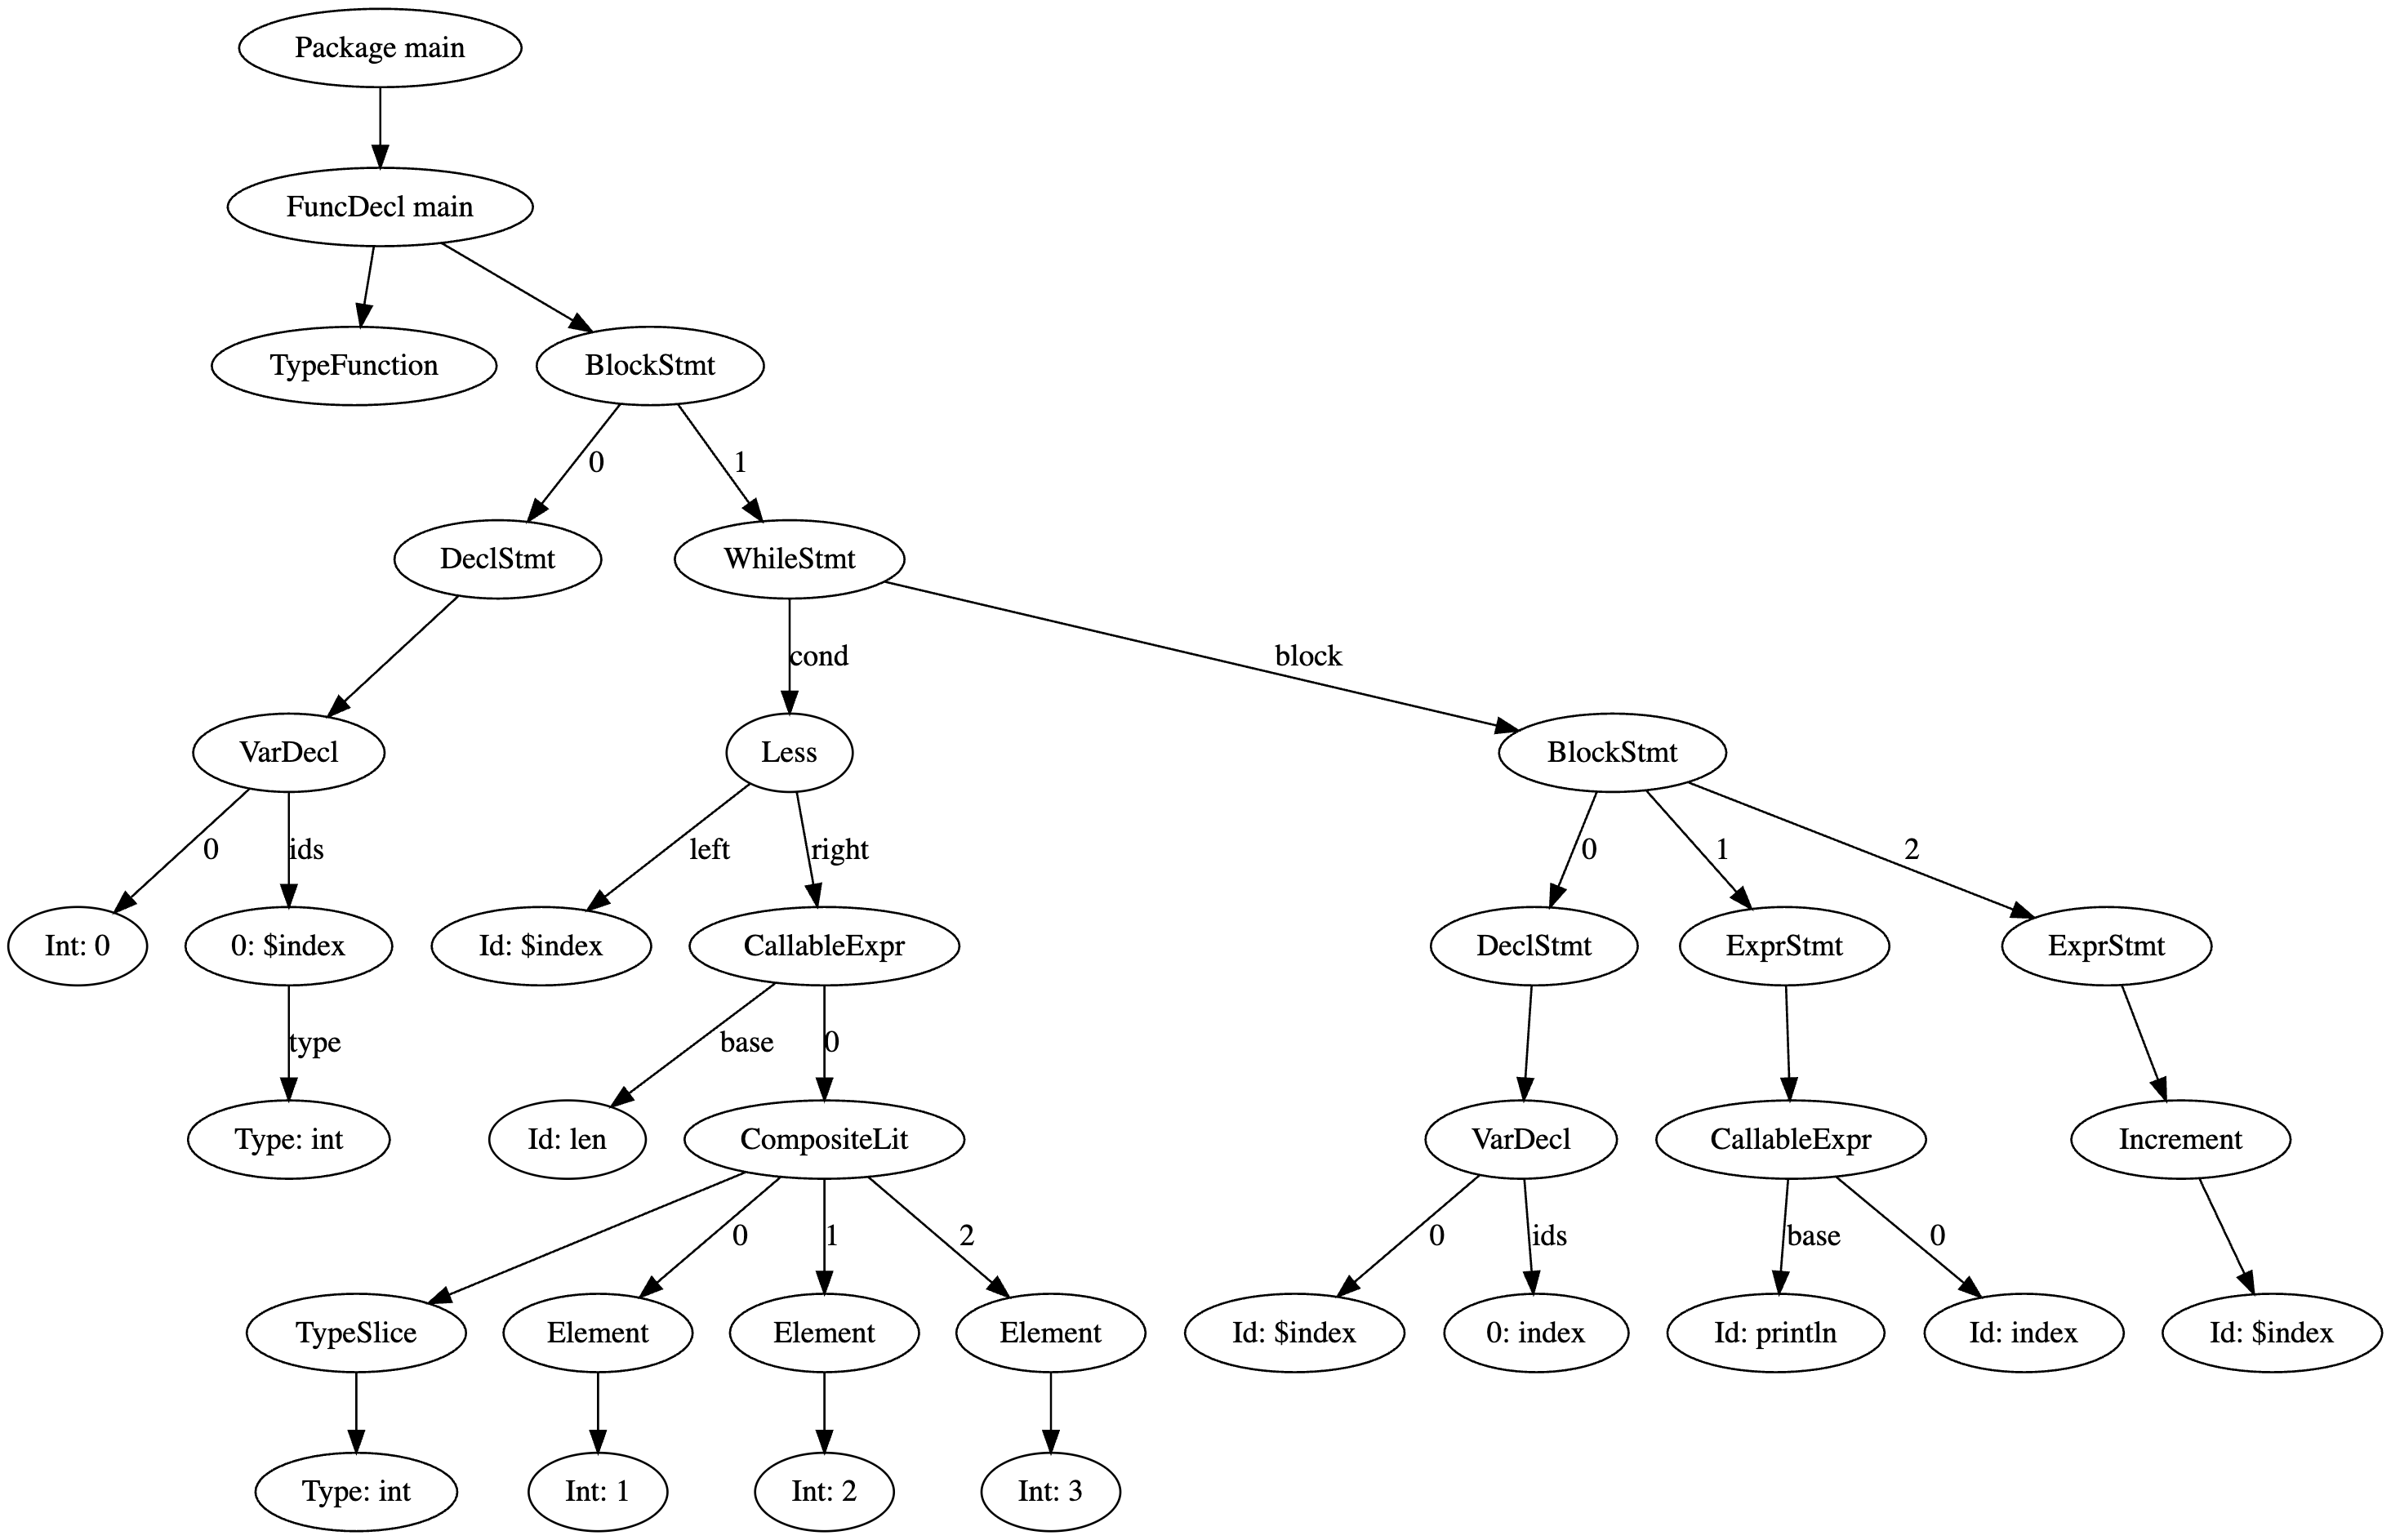 Package main
FuncDecl main
TypeFunction
BlockStmt
0
1
DeclStmt
WhileStmt
cond
block
VarDecl
Less
BlockStmt
0
ids
left
right
0
1
2
Int: 0
0: $index
Id: $index
CallableExpr
DeclStmt
ExprStmt
ExprStmt
type
base
0
Type: int
Id: len
CompositeLit
VarDecl
CallableExpr
Increment
0
1
2
0
ids
base
0
TypeSlice
Element
Element
Element
Id: $index
0: index
Id: println
Id: index
Id: $index
Type: int
Int: 1
Int: 2
Int: 3